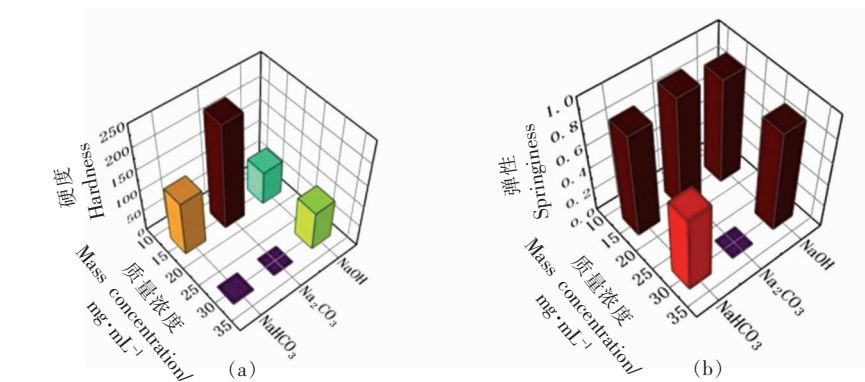 硬度
Hardness
250
200
150
100
50
0
10
15
20
25
30
35
质量浓度
Mass concentration/
mg·mL⁻¹
NaHCO₃
Na₂CO₃
NaOH
(a)
弹性
Springiness
1.0
0.8
0.6
0.4
0.2
0.0
10
15
20
25
30
35
质量浓度
Mass concentration/
mg·mL⁻¹
NaHCO₃
Na₂CO₃
NaOH
(b)